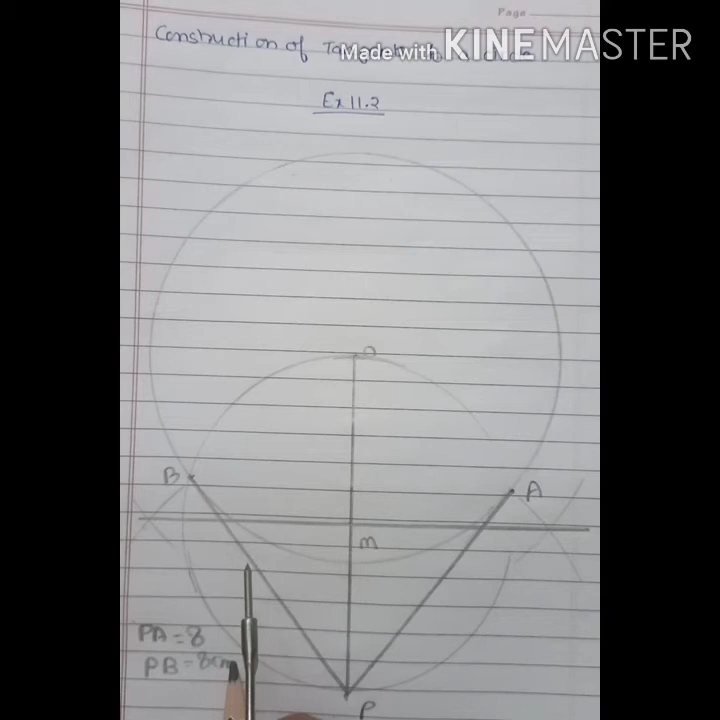 Page
Construction of
Made with KINEMASTER
Ex 11.2
O
B
A
M
PA = 8
PB = 8cm
P